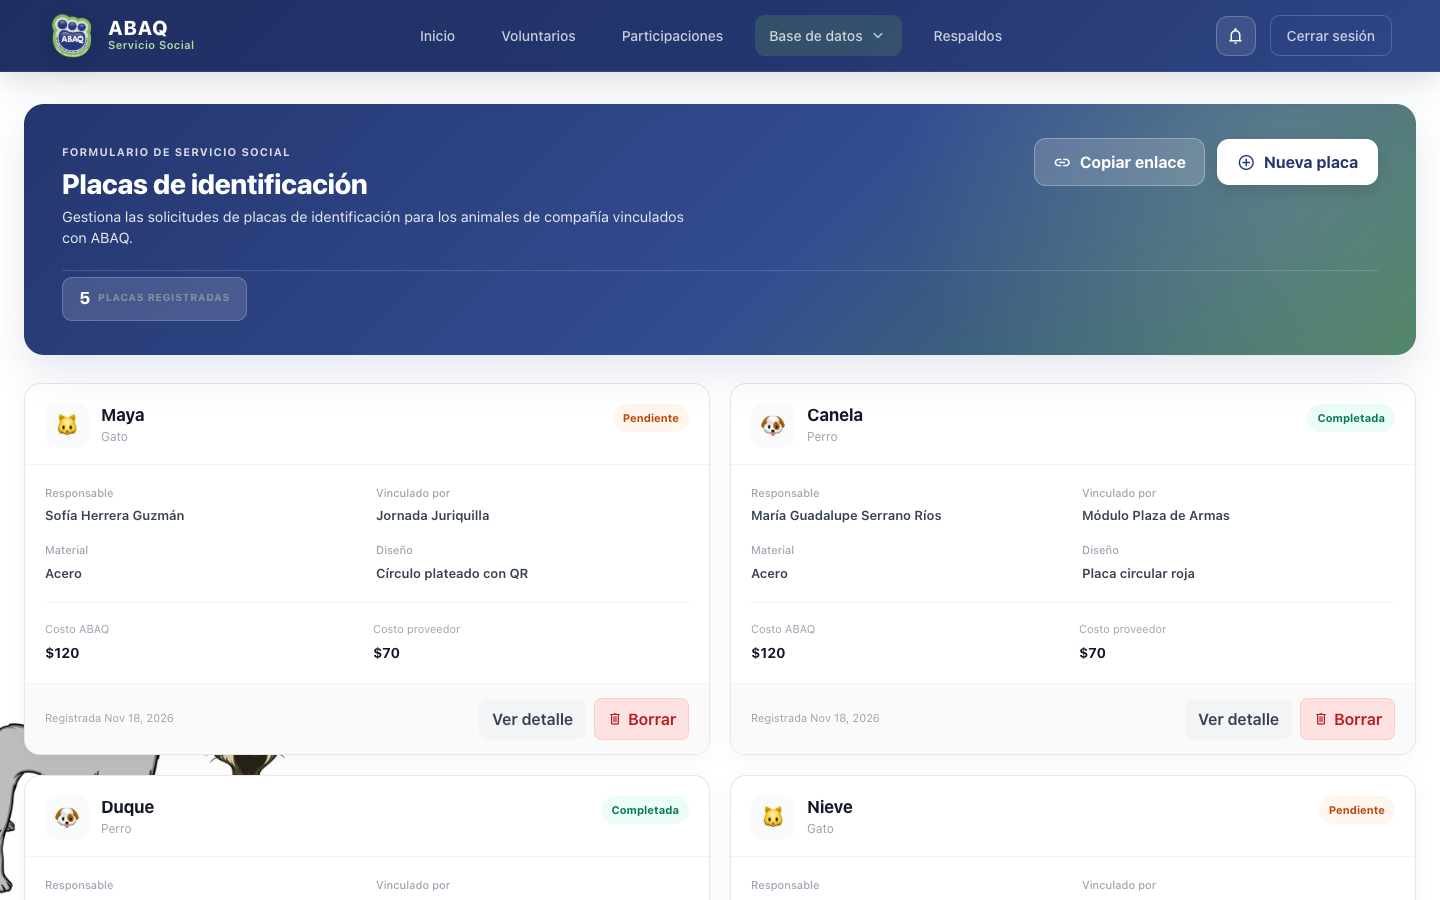 ABAQ
ABAQ
Servicio Social
Inicio
Voluntarios
Participaciones
Base de datos
Respaldos
Cerrar sesión
FORMULARIO DE SERVICIO SOCIAL
Placas de identificación
Gestiona las solicitudes de placas de identificación para los animales de compañía vinculados
con ABAQ.
Copiar enlace
Nueva placa
5 PLACAS REGISTRADAS
Maya
Gato
Pendiente
Responsable
Sofía Herrera Guzmán
Vinculado por
Jornada Juriquilla
Material
Acero
Diseño
Círculo plateado con QR
Costo ABAQ
$120
Costo proveedor
$70
Registrada Nov 18, 2026
Ver detalle
Borrar
Canela
Perro
Completada
Responsable
María Guadalupe Serrano Ríos
Vinculado por
Módulo Plaza de Armas
Material
Acero
Diseño
Placa circular roja
Costo ABAQ
$120
Costo proveedor
$70
Registrada Nov 18, 2026
Ver detalle
Borrar
Duque
Perro
Completada
Responsable
Vinculado por
Nieve
Gato
Pendiente
Responsable
Vinculado por